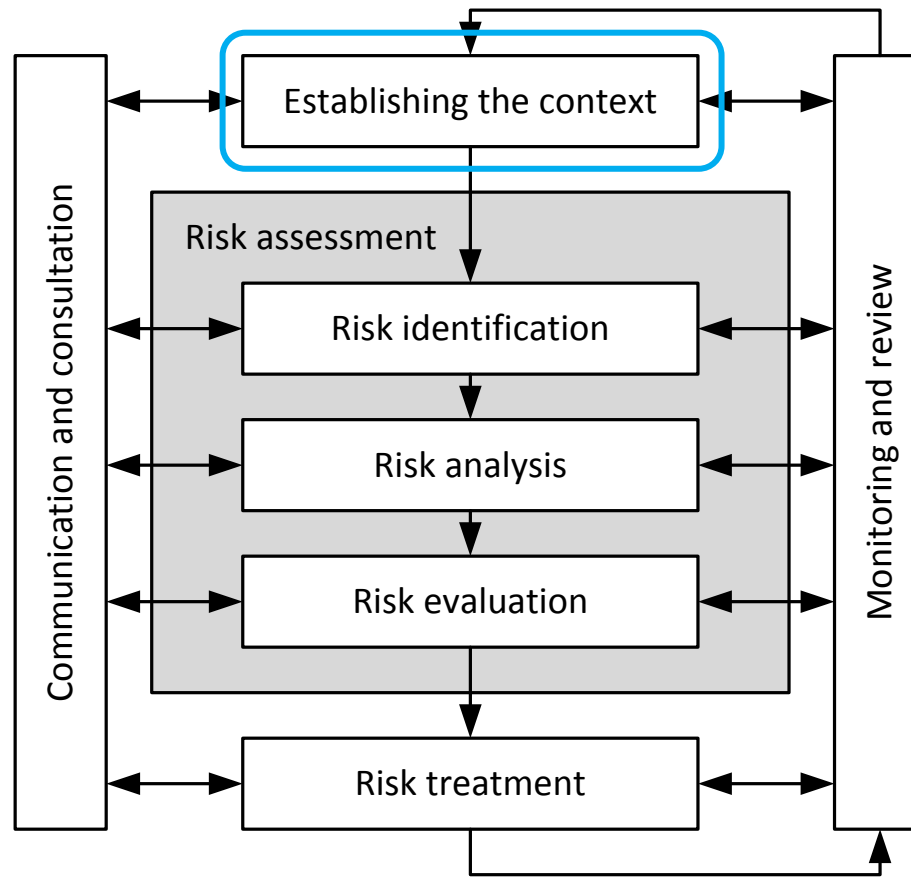 Establishing the context
Communication and consultation
Risk assessment
Risk identification
Risk analysis
Risk evaluation
Risk treatment
Monitoring and review